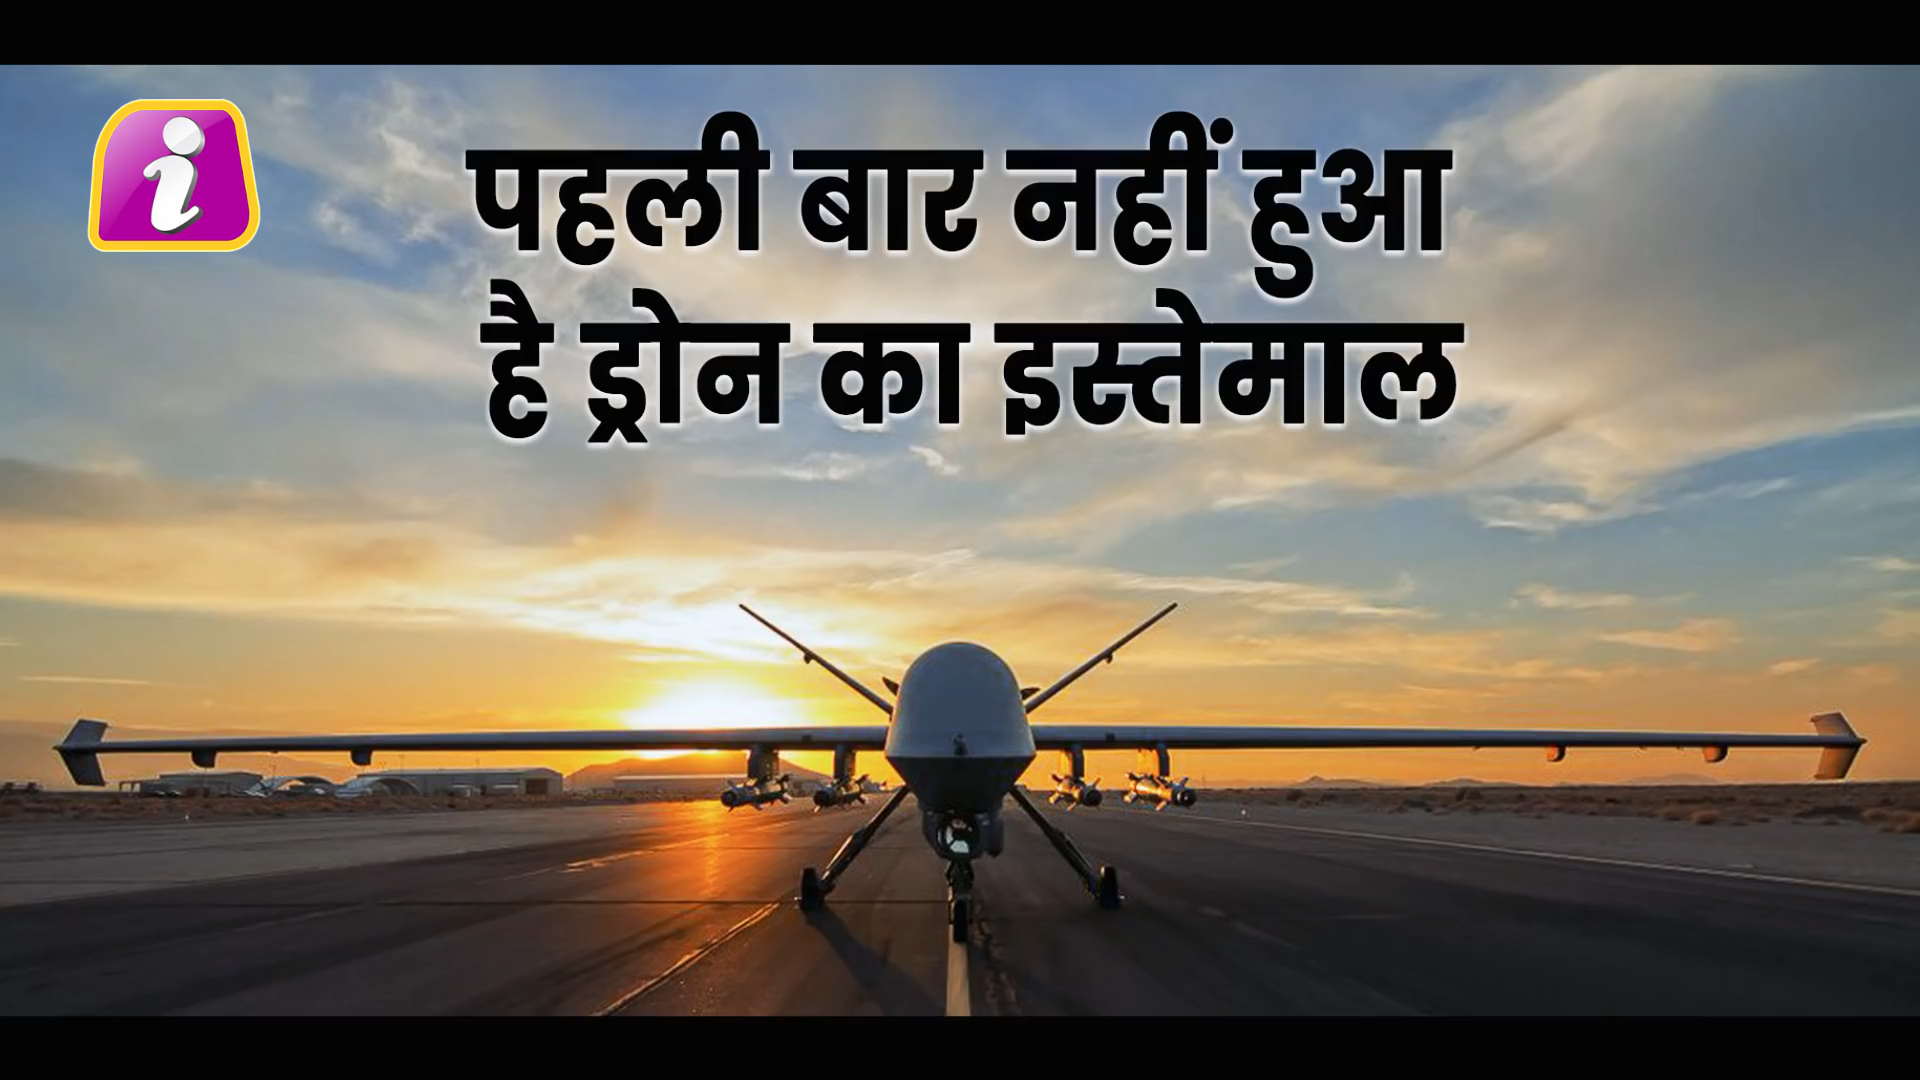 पहली बार नहीं हुआ
है ड्रोन का इस्तेमाल